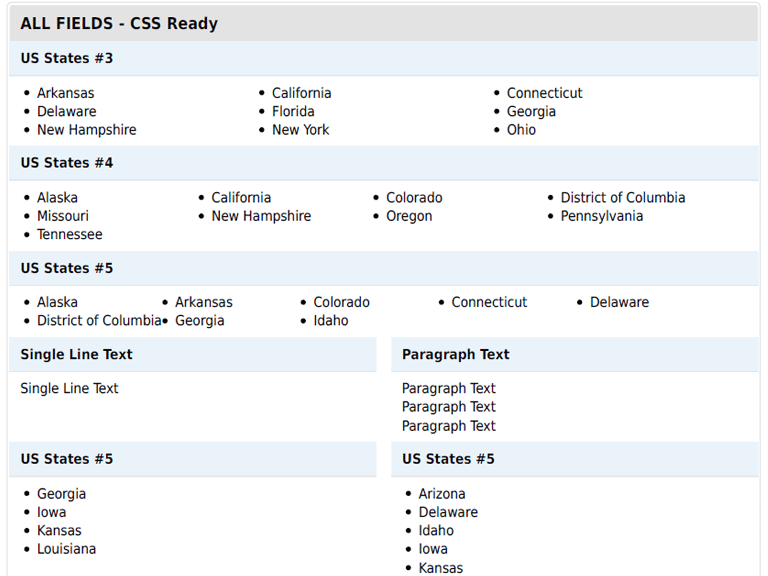 ALL FIELDS - CSS Ready
US States #3
• Arkansas • California • Connecticut
• Delaware • Florida • Georgia
• New Hampshire • New York • Ohio
US States #4
• Alaska • California • Colorado • District of Columbia
• Missouri • New Hampshire • Oregon • Pennsylvania
• Tennessee
US States #5
• Alaska • Arkansas • Colorado • Connecticut • Delaware
• District of Columbia • Georgia • Idaho
Single Line Text
Single Line Text
Paragraph Text
Paragraph Text
Paragraph Text
Paragraph Text
US States #5
• Georgia
• Iowa
• Kansas
• Louisiana
US States #5
• Arizona
• Delaware
• Idaho
• Iowa
• Kansas